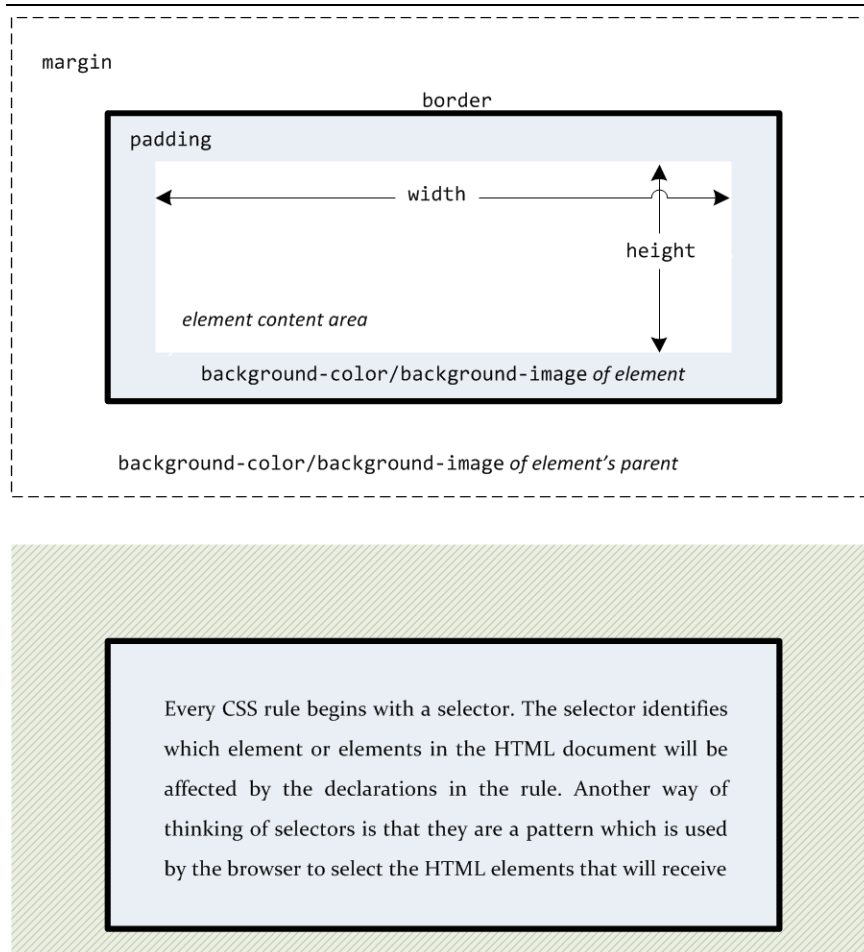 margin
border
padding
width
height
element content area
background-color/background-image of element
background-color/background-image of element’s parent
Every CSS rule begins with a selector. The selector identifies
which element or elements in the HTML document will be
affected by the declarations in the rule. Another way of
thinking of selectors is that they are a pattern which is used
by the browser to select the HTML elements that will receive